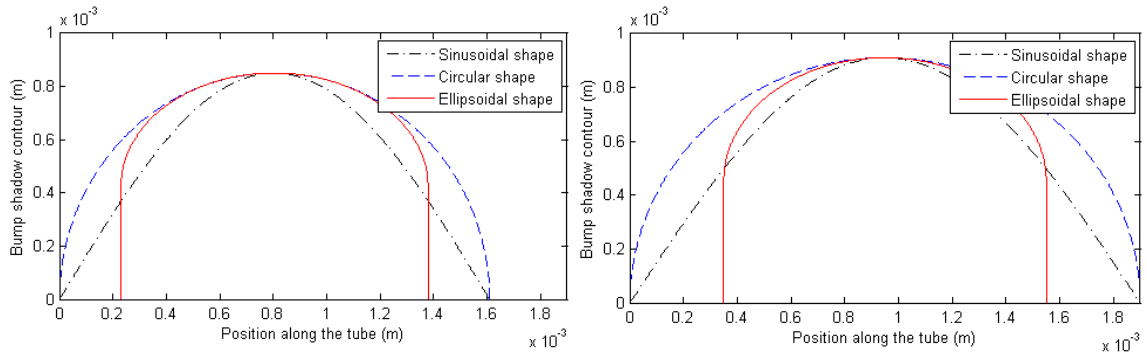 x 10⁻³
Bump shadow contour (m)
1
0.8
0.6
0.4
0.2
0
Sinusoidal shape
Circular shape
Ellipsoidal shape
0 0.2 0.4 0.6 0.8 1 1.2 1.4 1.6 1.8
Position along the tube (m)
x 10⁻³
x 10⁻³
Bump shadow contour (m)
1
0.8
0.6
0.4
0.2
0
Sinusoidal shape
Circular shape
Ellipsoidal shape
0 0.2 0.4 0.6 0.8 1 1.2 1.4 1.6 1.8
Position along the tube (m)
x 10⁻³